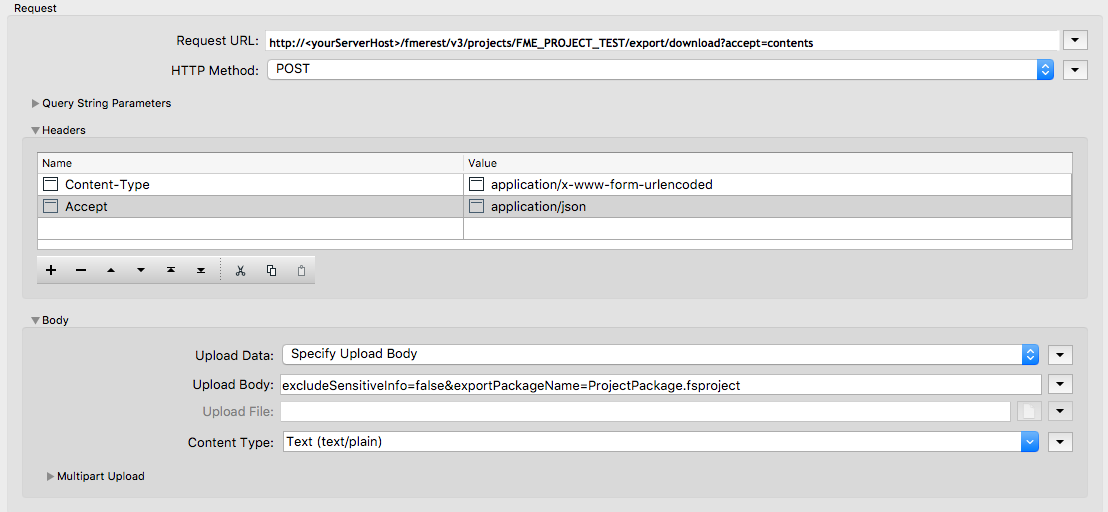 Request
Request URL: http://<yourServerHost>/fmerest/v3/projects/FME_PROJECT_TEST/export/download?accept=contents
HTTP Method: POST
Query String Parameters
Headers
Name Value
Content-Type application/x-www-form-urlencoded
Accept application/json
Body
Upload Data: Specify Upload Body
Upload Body: excludeSensitiveInfo=false&exportPackageName=ProjectPackage.fsproject
Upload File:
Content Type: Text (text/plain)
Multipart Upload